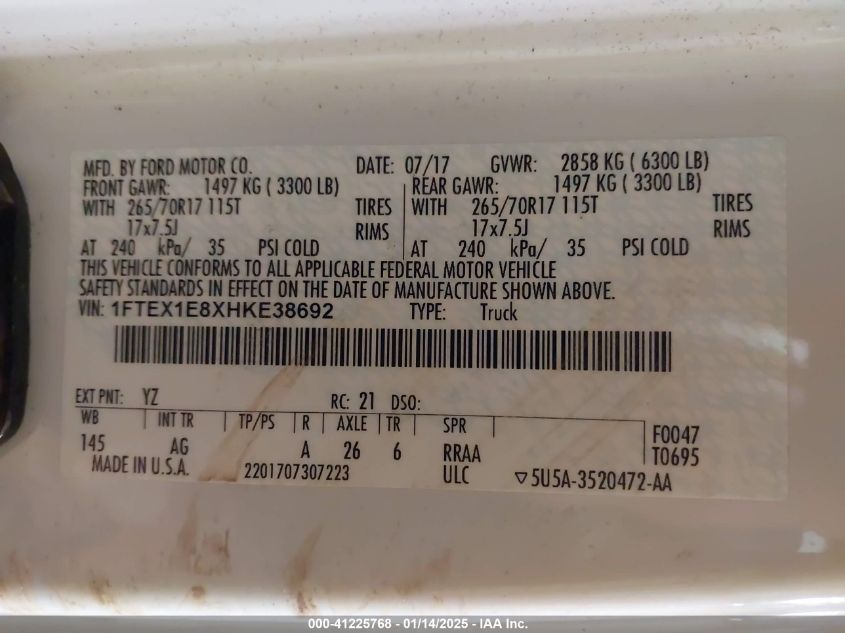 MFD. BY FORD MOTOR CO. DATE: 07/17 GVWR: 2858 KG ( 6300 LB)
FRONT GAWR: 1497 KG ( 3300 LB) REAR GAWR: 1497 KG ( 3300 LB)
WITH 265/70R17 115T TIRES WITH 265/70R17 115T TIRES
17x7.5J RIMS 17x7.5J RIMS
AT 240 kPa/ 35 PSI COLD AT 240 kPa/ 35 PSI COLD
THIS VEHICLE CONFORMS TO ALL APPLICABLE FEDERAL MOTOR VEHICLE
SAFETY STANDARDS IN EFFECT ON THE DATE OF MANUFACTURE SHOWN ABOVE.
VIN: 1FTEX1E8XHKE38692 TYPE: Truck
EXT PNT: YZ RC: 21 DSO:
WB INT TR TP/PS R AXLE TR SPR
145 AG A 26 6 RRAA F0047
MADE IN U.S.A. 2201707307223 ULC T0695
▽5U5A-3520472-AA
000-41225768 - 01/14/2025 - IAA Inc.